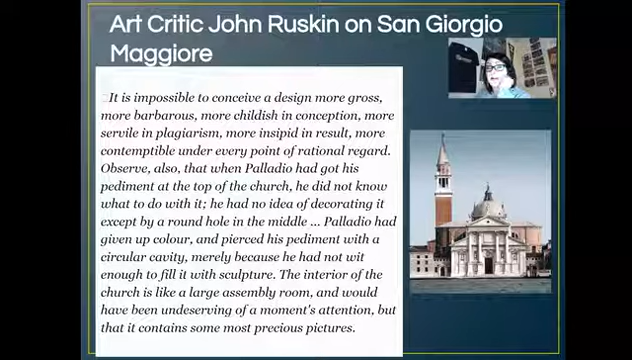 Art Critic John Ruskin on San Giorgio
Maggiore
It is impossible to conceive a design more gross,
more barbarous, more childish in conception, more
servile in plagiarism, more insipid in result, more
contemptible under every point of rational regard.
Observe, also, that when Palladio had got his
pediment at the top of the church, he did not know
what to do with it; he had no idea of decorating it
except by a round hole in the middle ... Palladio had
given up colour, and pierced his pediment with a
circular cavity, merely because he had not wit
enough to fill it with sculpture. The interior of the
church is like a large assembly room, and would
have been undeserving of a moment's attention, but
that it contains some most precious pictures.